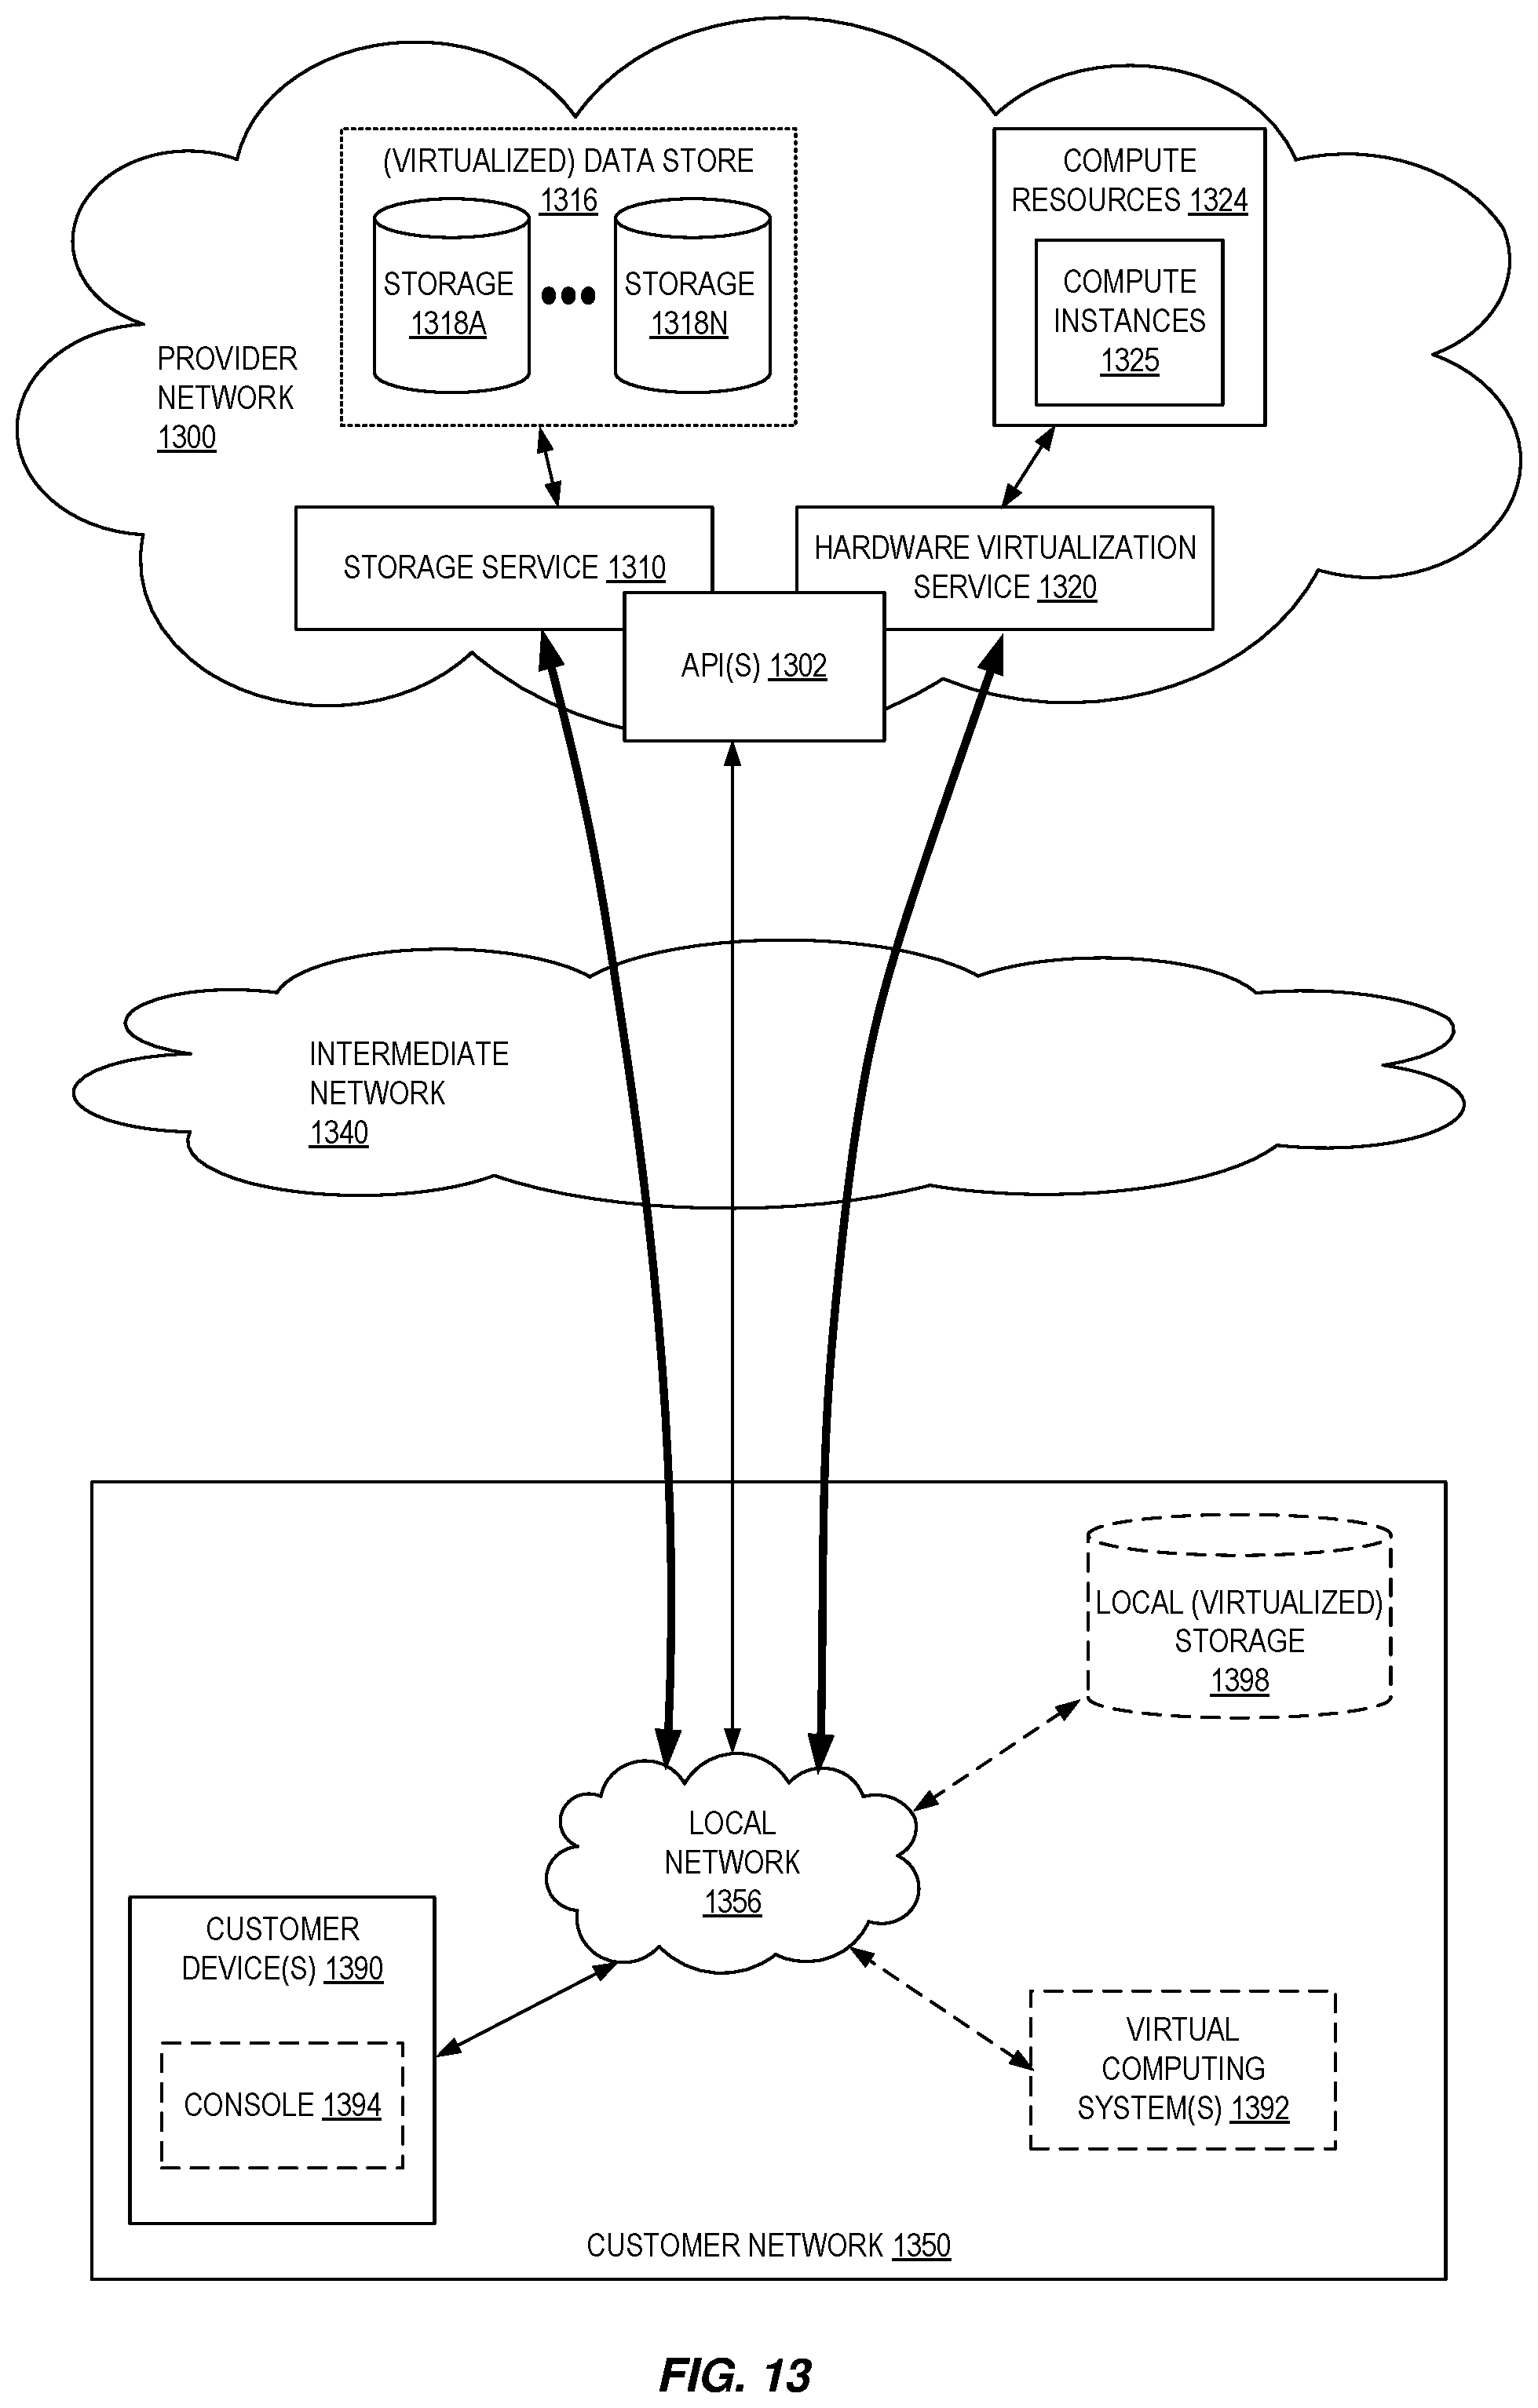 (VIRTUALIZED) DATA STORE
1316
STORAGE
1318A
STORAGE
1318N
COMPUTE
RESOURCES 1324
COMPUTE
INSTANCES
1325
PROVIDER
NETWORK
1300
STORAGE SERVICE 1310
HARDWARE VIRTUALIZATION
SERVICE 1320
API(S) 1302
INTERMEDIATE
NETWORK
1340
LOCAL (VIRTUALIZED)
STORAGE
1398
LOCAL
NETWORK
1356
CUSTOMER
DEVICE(S) 1390
CONSOLE 1394
VIRTUAL
COMPUTING
SYSTEM(S) 1392
CUSTOMER NETWORK 1350
FIG. 13